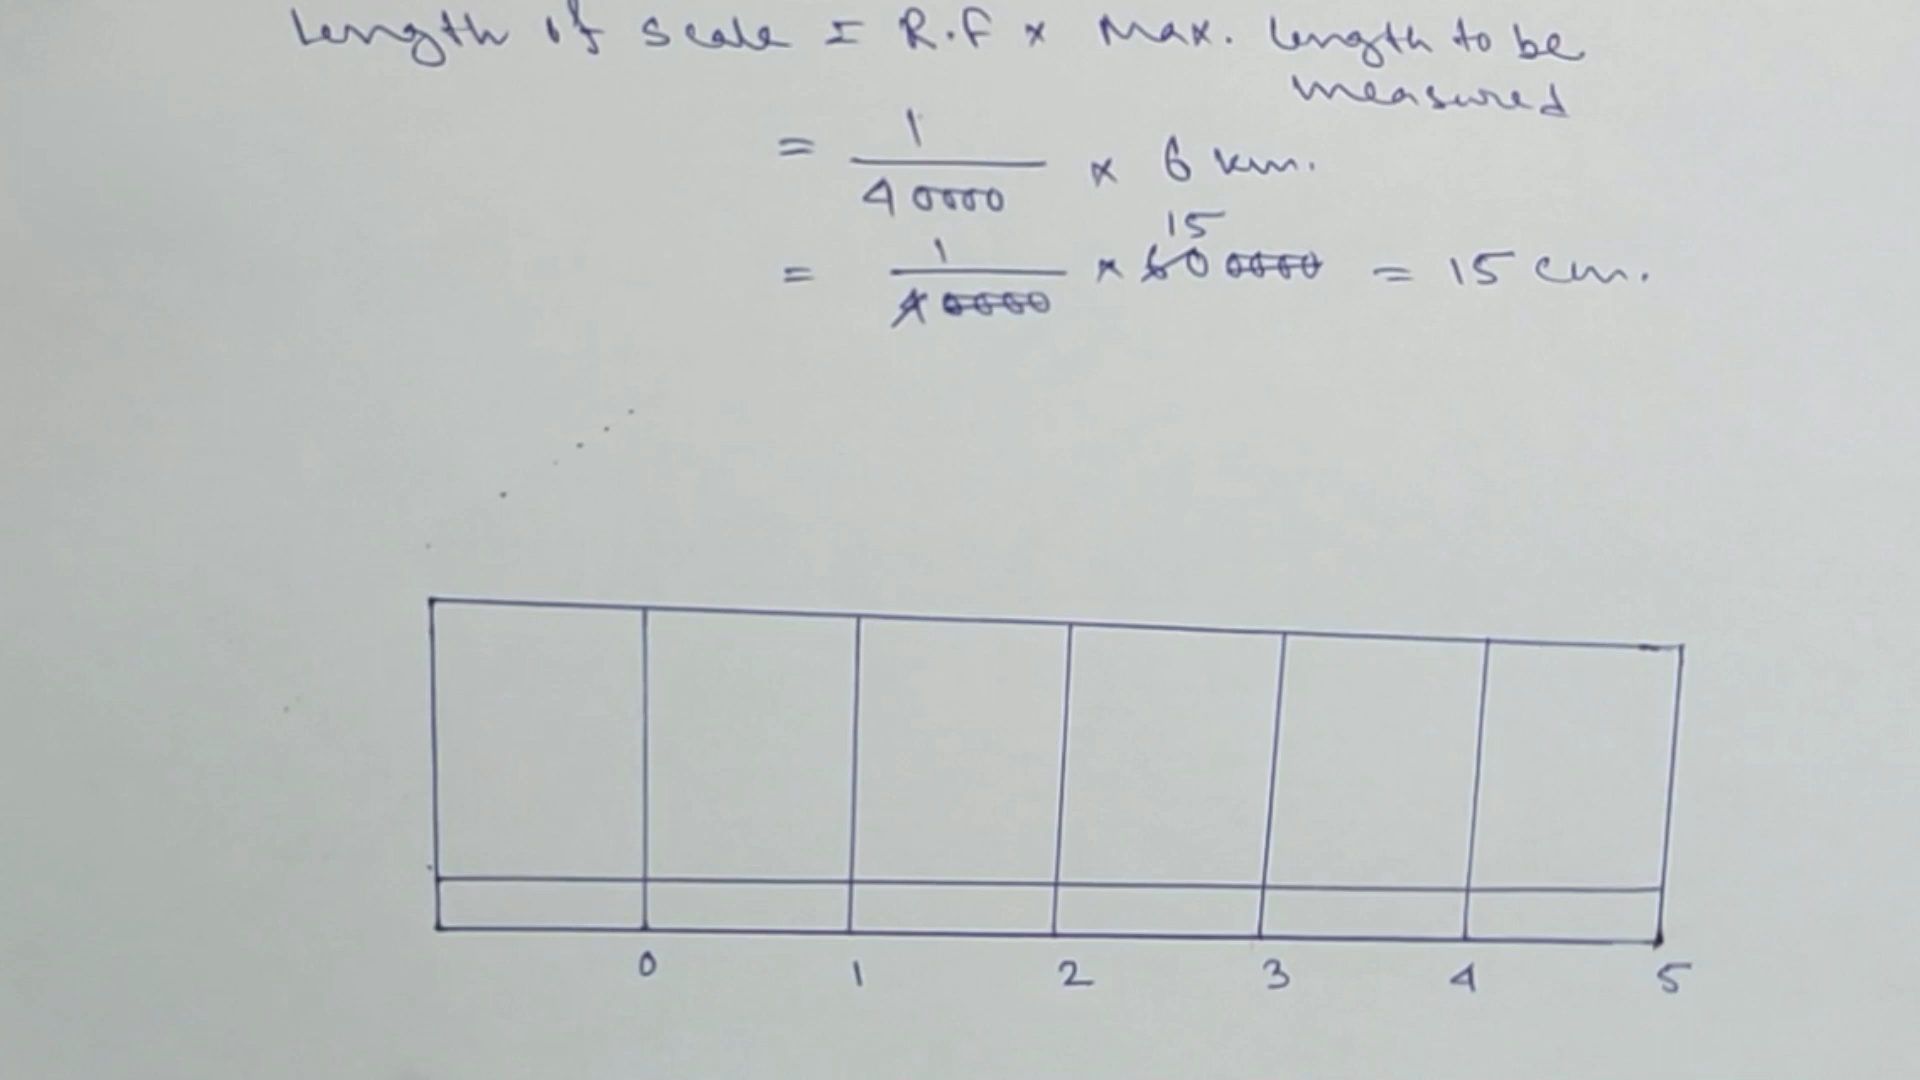 Length of scale = R.F x Max. length to be
measured
= 1/40000 x 6 km.
15
= 1/40000 x 600000 = 15 cm.
0 1 2 3 4 5